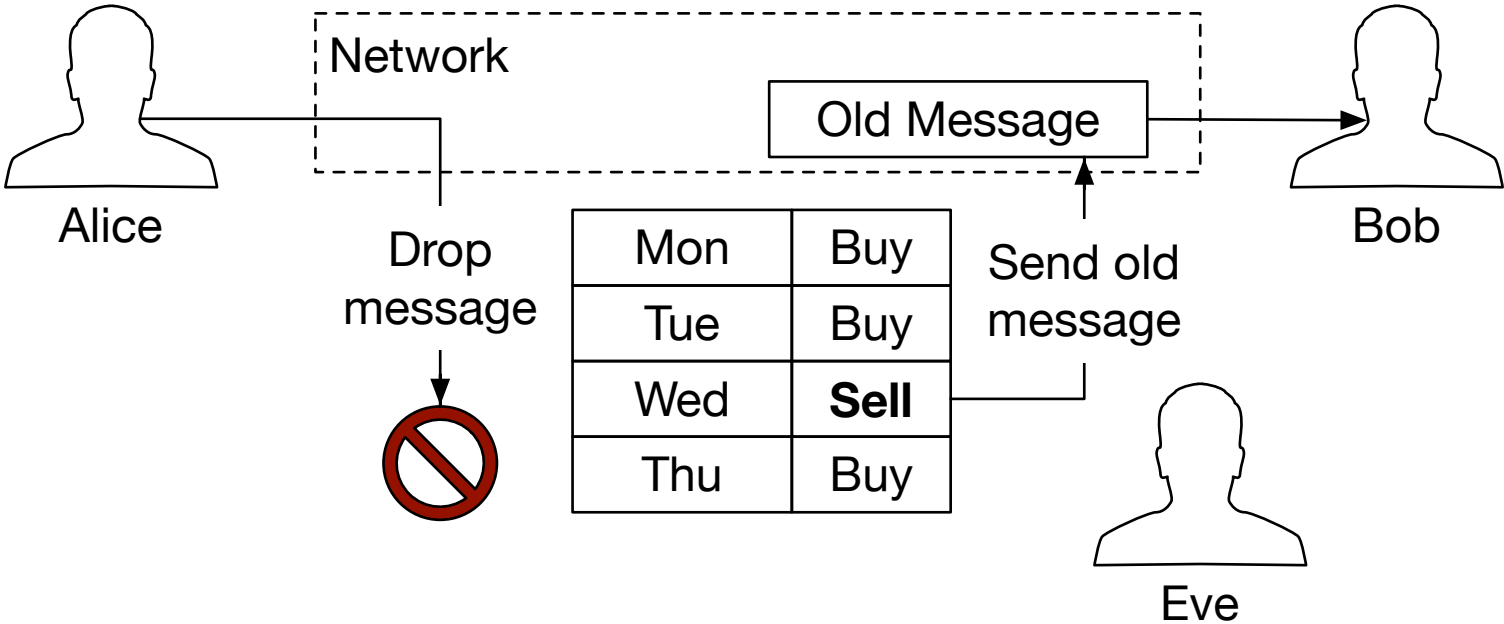 Network
Old Message
Alice
Bob
Drop
message
Mon Buy
Tue Buy
Wed Sell
Thu Buy
Send old
message
Eve